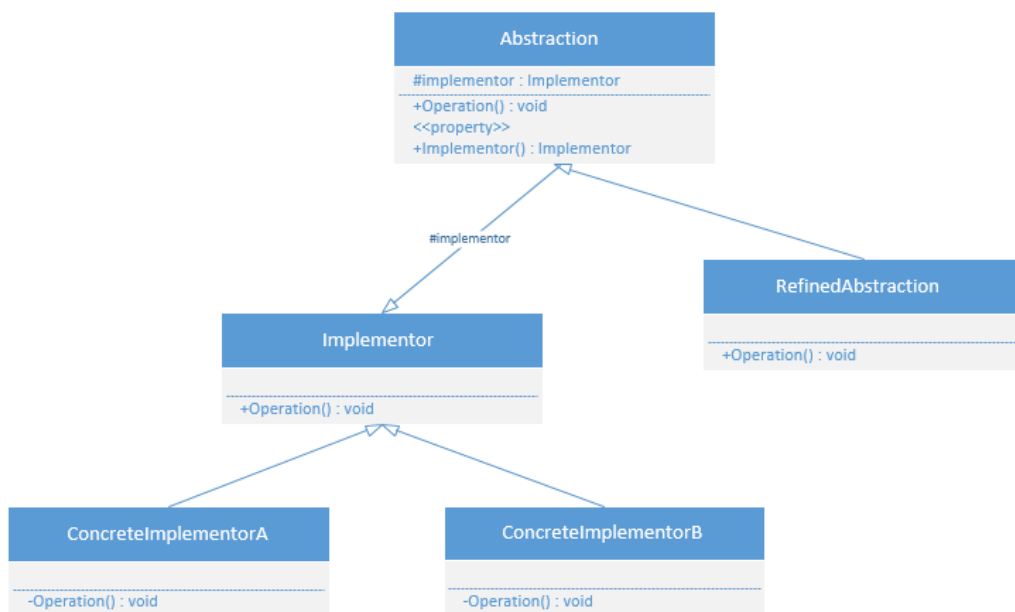 Abstraction
#implementor : Implementor
+Operation() : void
<<property>>
+Implementor() : Implementor
#implementor
RefinedAbstraction
+Operation() : void
Implementor
+Operation() : void
ConcreteImplementorA
-Operation() : void
ConcreteImplementorB
-Operation() : void